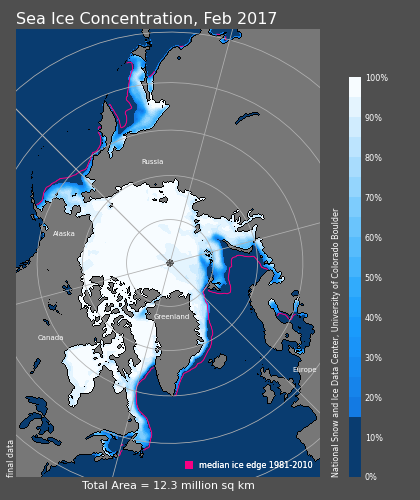 Sea Ice Concentration, Feb 2017
Russia
Alaska
Greenland
Canada
Europe
median ice edge 1981-2010
final data
Total Area = 12.3 million sq km
National Snow and Ice Data Center, University of Colorado Boulder
100%
90%
80%
70%
60%
50%
40%
30%
20%
10%
0%